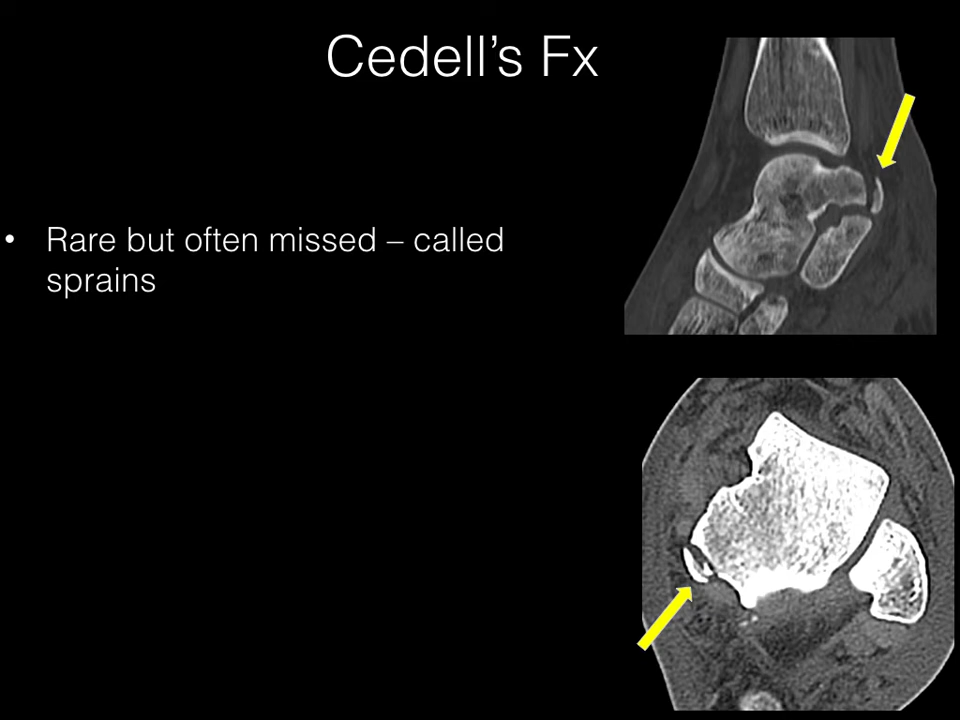 Cedell’s Fx
• Rare but often missed – called
sprains